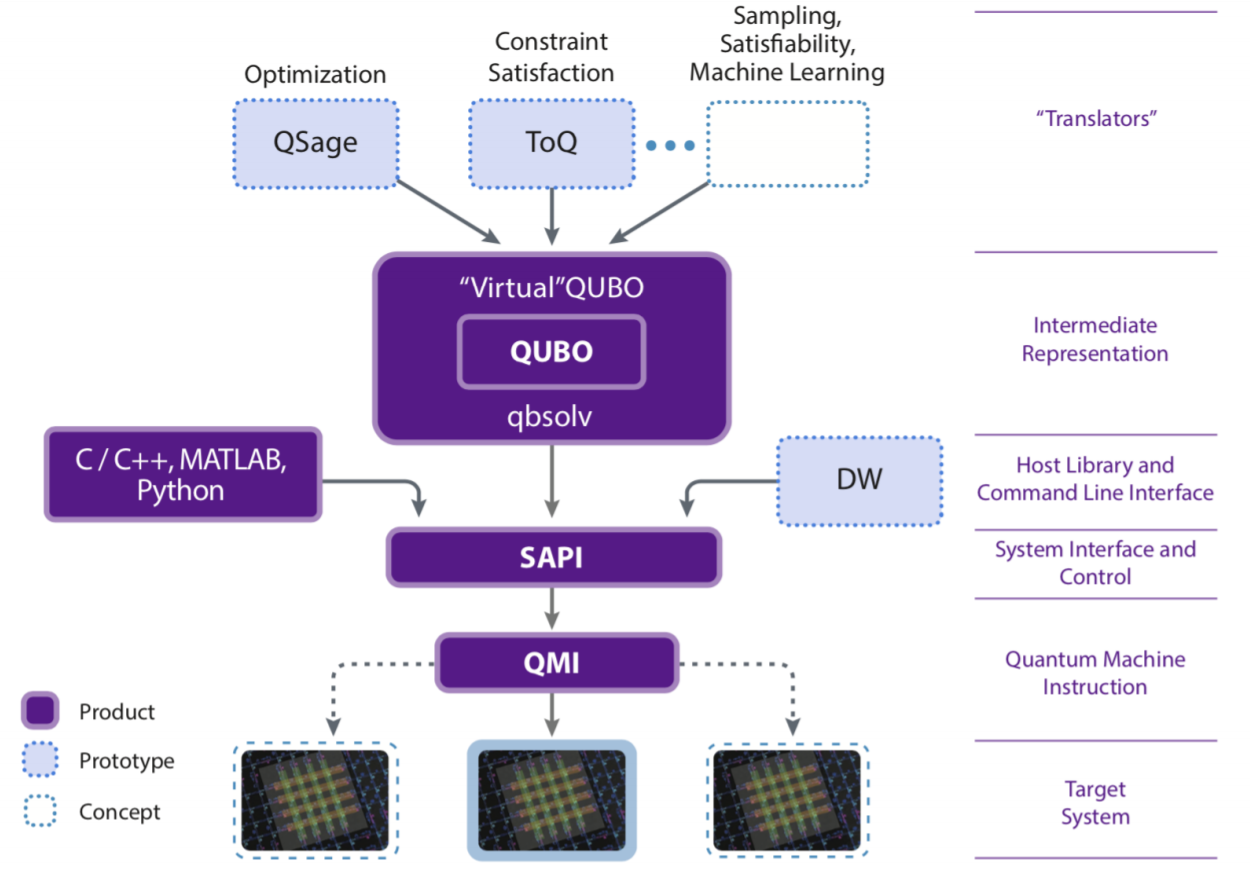 Sampling,
Satisfiability,
Machine Learning
Constraint
Satisfaction
Optimization
QSage
ToQ
“Translators”
“Virtual”QUBO
QUBO
qbsolv
Intermediate
Representation
C / C++, MATLAB,
Python
DW
Host Library and
Command Line Interface
SAPI
System Interface and
Control
QMI
Quantum Machine
Instruction
Product
Prototype
Concept
Target
System